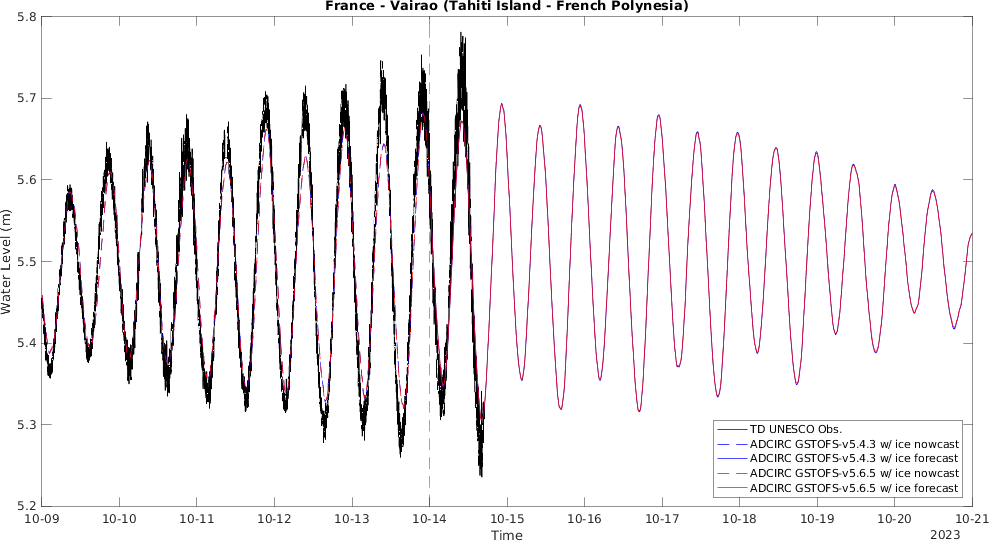 France - Vairao (Tahiti Island - French Polynesia)
5.8
5.7
5.6
5.5
5.4
5.3
5.2
Water Level (m)
TD UNESCO Obs.
ADCIRC GSTOFS-v5.4.3 w/ ice nowcast
ADCIRC GSTOFS-v5.4.3 w/ ice forecast
ADCIRC GSTOFS-v5.6.5 w/ ice nowcast
ADCIRC GSTOFS-v5.6.5 w/ ice forecast
10-09 10-10 10-11 10-12 10-13 10-14 10-15 10-16 10-17 10-18 10-19 10-20 10-21
Time
2023